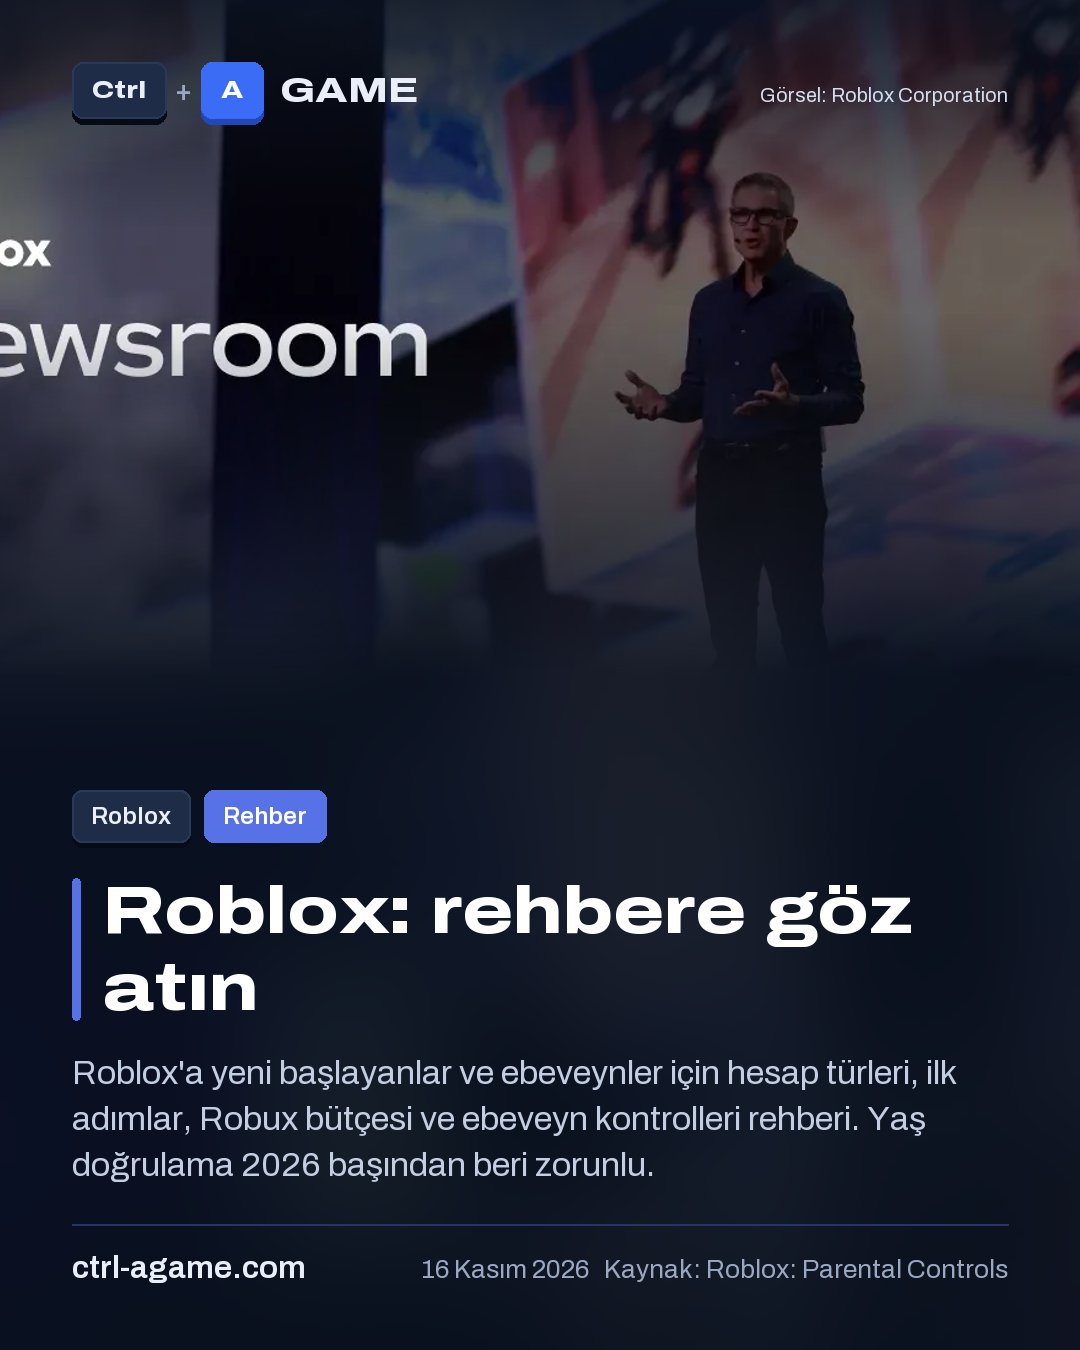 Ctrl + A GAME
Görsel: Roblox Corporation
ox
ewsroom
Roblox Rehber
Roblox: rehbere göz
atın
Roblox'a yeni başlayanlar ve ebeveynler için hesap türleri, ilk
adımlar, Robux bütçesi ve ebeveyn kontrolleri rehberi. Yaş
doğrulama 2026 başından beri zorunlu.
ctrl-agame.com
16 Kasım 2026 Kaynak: Roblox: Parental Controls